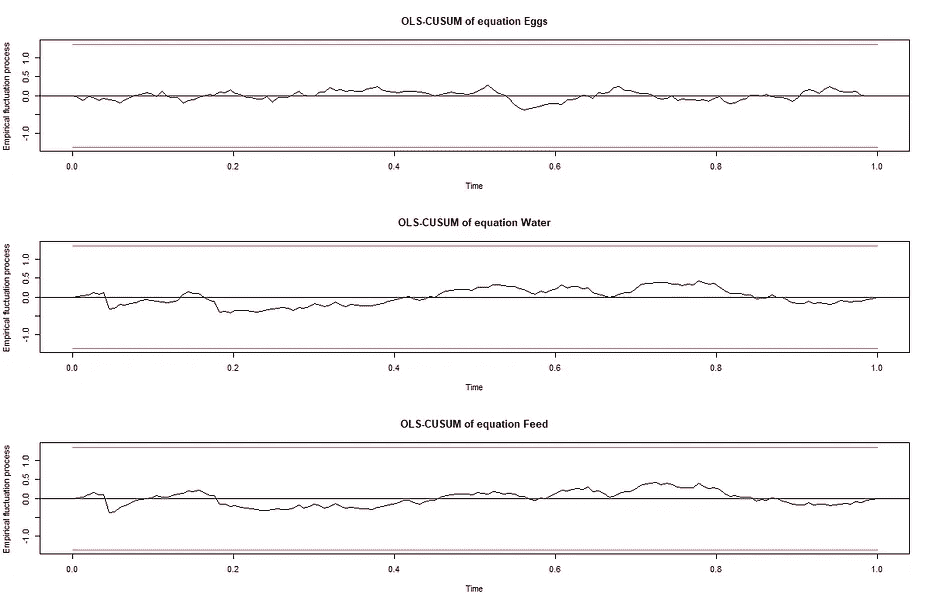 OLS-CUSUM of equation Eggs
Empirical fluctuation process
1.0
0.5
0.0
-1.0
0.0 0.2 0.4 0.6 0.8 1.0
Time
OLS-CUSUM of equation Water
Empirical fluctuation process
1.0
0.5
0.0
-1.0
0.0 0.2 0.4 0.6 0.8 1.0
Time
OLS-CUSUM of equation Feed
Empirical fluctuation process
1.0
0.5
0.0
-1.0
0.0 0.2 0.4 0.6 0.8 1.0
Time